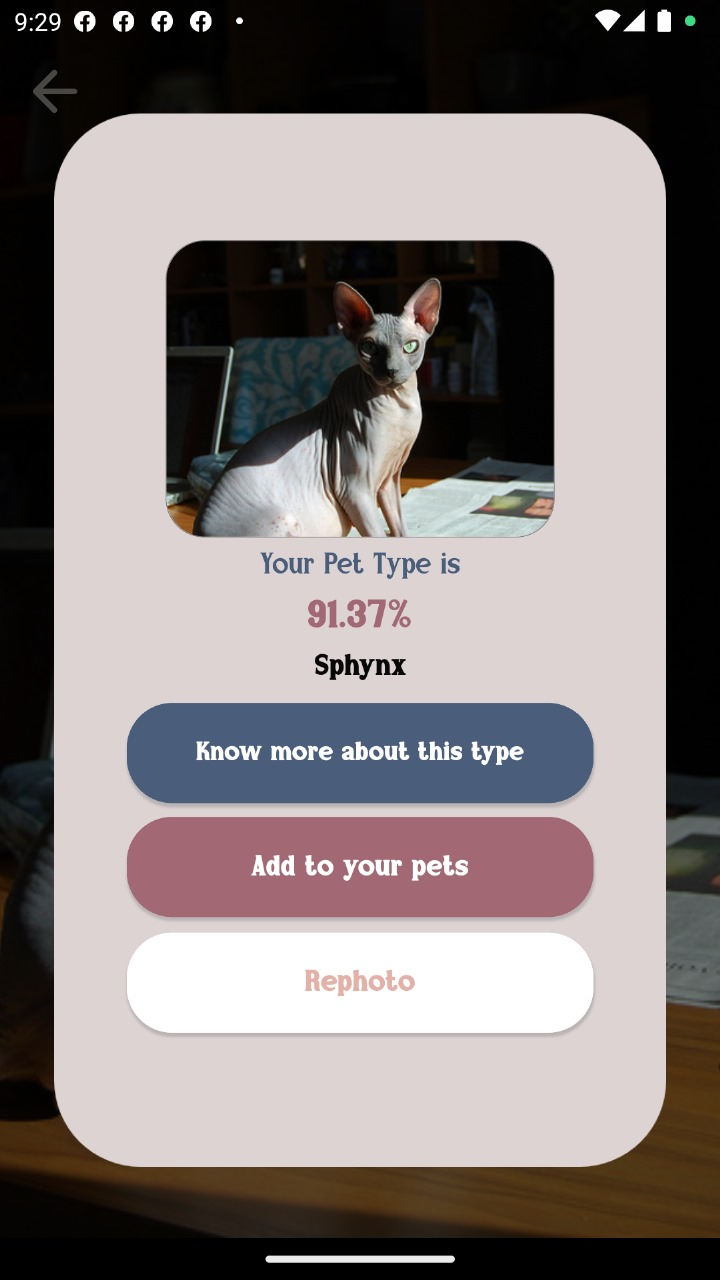 9:29
Your Pet Type is
91.37%
Sphynx
Know more about this type
Add to your pets
Rephoto